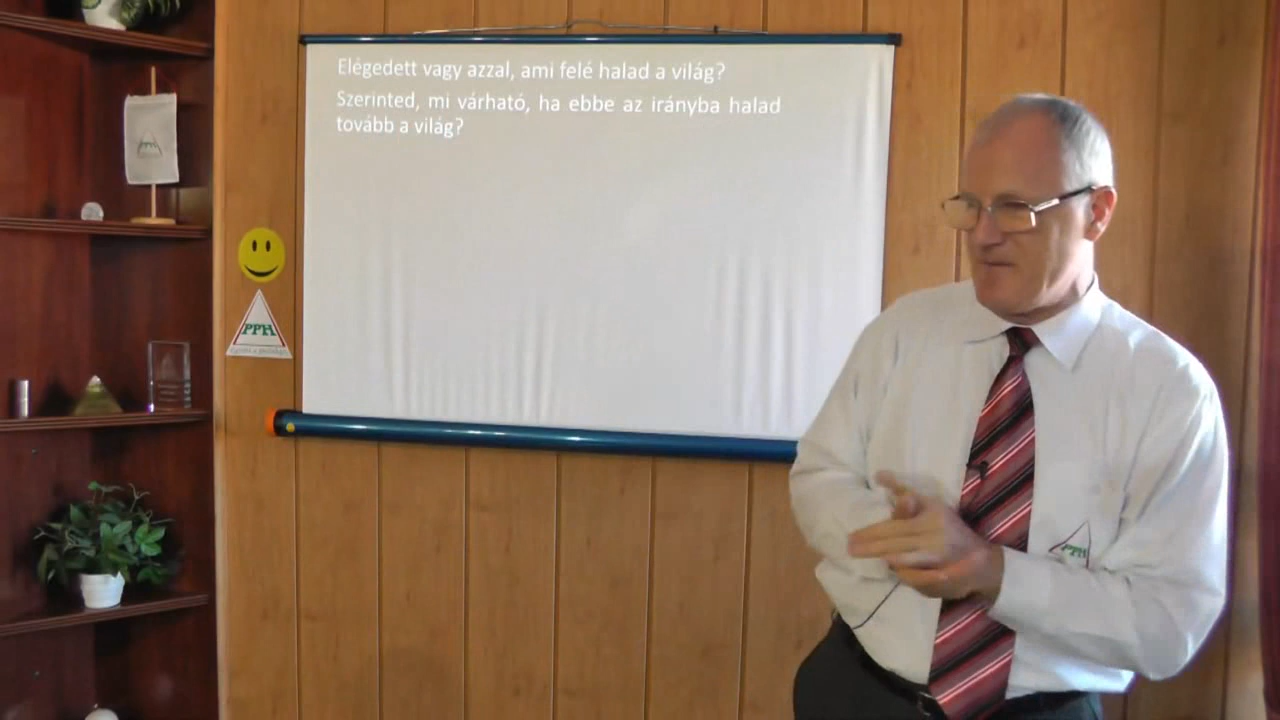 Elégedett vagy azzal, ami felé halad a világ?
Szerinted, mi várható, ha ebbe az irányba halad
tovább a világ?
PPH
PPH
PPH